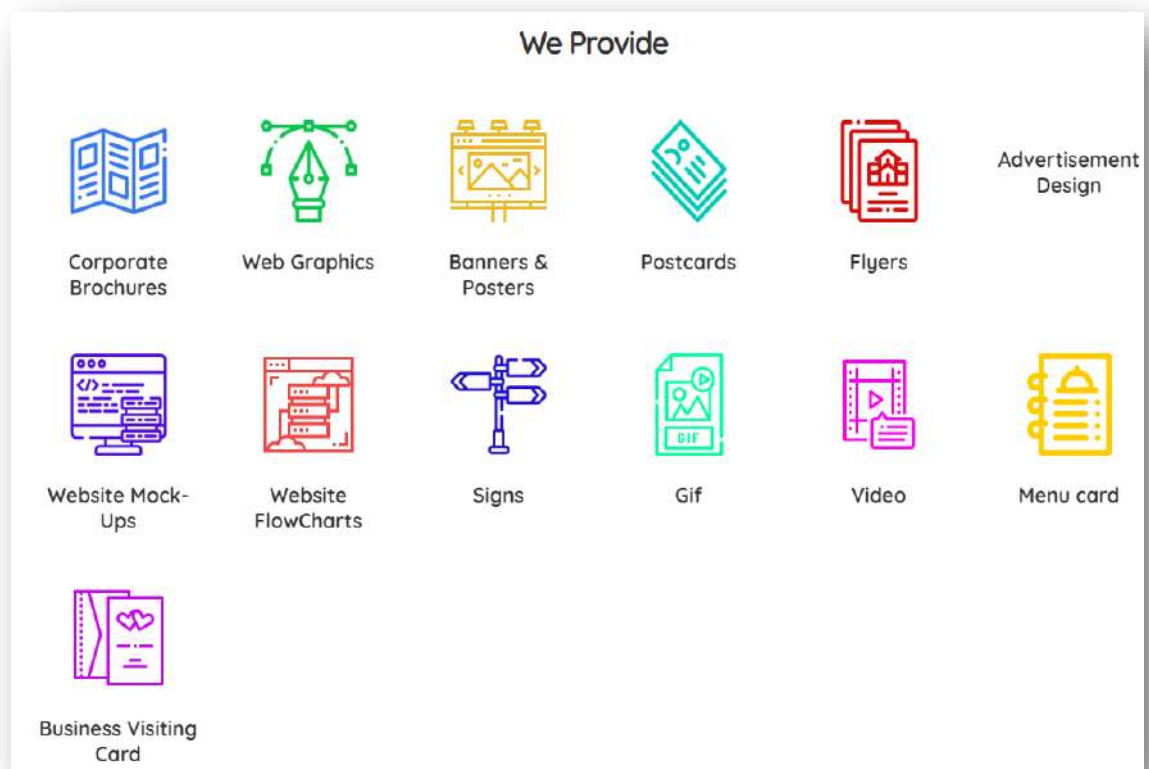 We Provide
Advertisement
Design
Corporate
Brochures
Web Graphics
Banners &
Posters
Postcards
Flyers
</>
GIF
Website Mock-
Ups
Website
FlowCharts
Signs
Gif
Video
Menu card
Business Visiting
Card